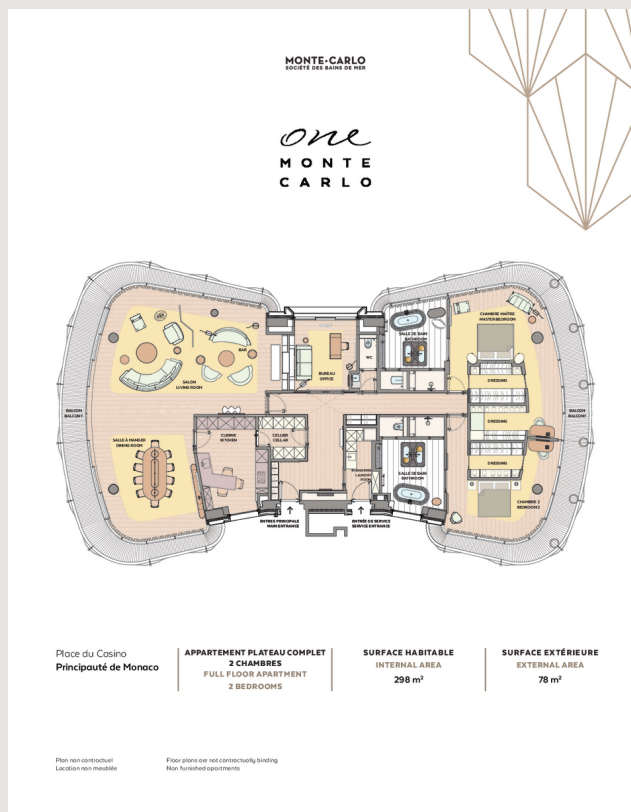 MONTE-CARLO
SOCIÉTÉ DES BAINS DE MER
one
MONTE
CARLO
SALLE DE BAIN
BATHROOM
CHAMBRE MAÎTRE
MASTER BEDROOM
BAR
SALON
LIVING ROOM
BUREAU
OFFICE
WC
DRESSING
BALCON
BALCONY
DRESSING
BALCON
BALCONY
SALLE À MANGER
DINING ROOM
CUISINE
KITCHEN
CELLIER
CELLAR
DRESSING
BUANDERIE
LAUNDRY
ROOM
SALLE DE BAIN
BATHROOM
CHAMBRE 2
BEDROOM 2
ENTRÉE PRINCIPALE
MAIN ENTRANCE
ENTRÉE DE SERVICE
SERVICE ENTRANCE
Place du Casino
Principauté de Monaco
APPARTEMENT PLATEAU COMPLET
2 CHAMBRES
FULL FLOOR APARTMENT
2 BEDROOMS
SURFACE HABITABLE
INTERNAL AREA
298 m²
SURFACE EXTÉRIEURE
EXTERNAL AREA
78 m²
Plan non contractuel
Location non meublée
Floor plans are not contractually binding
Non furnished apartments